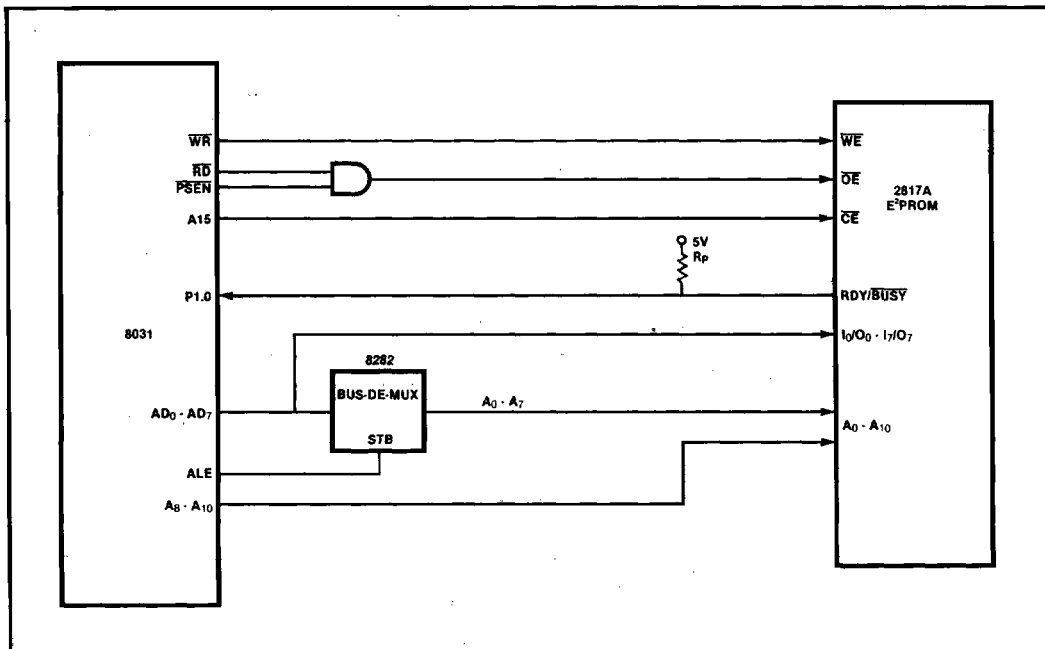 WR
RD
PSEN
A15
P1.0
8031
AD0 - AD7
ALE
A8 - A10
5V
RP
8282
BUS-DE-MUX
STB
A0 - A7
WE
OE
2817A
E²PROM
CE
RDY/BUSY
I0/O0 - I7/O7
A0 - A10